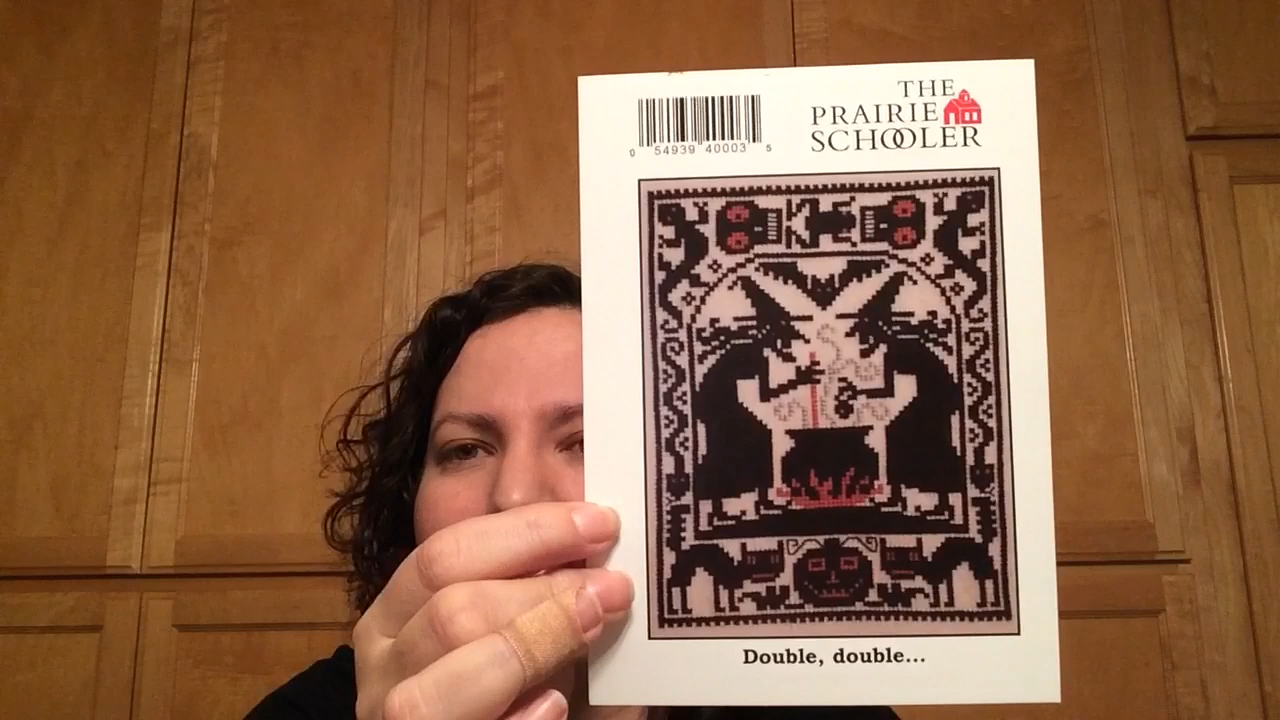 THE
PRAIRIE
SCHOOLER
0 54939 40003 5
Double, double...